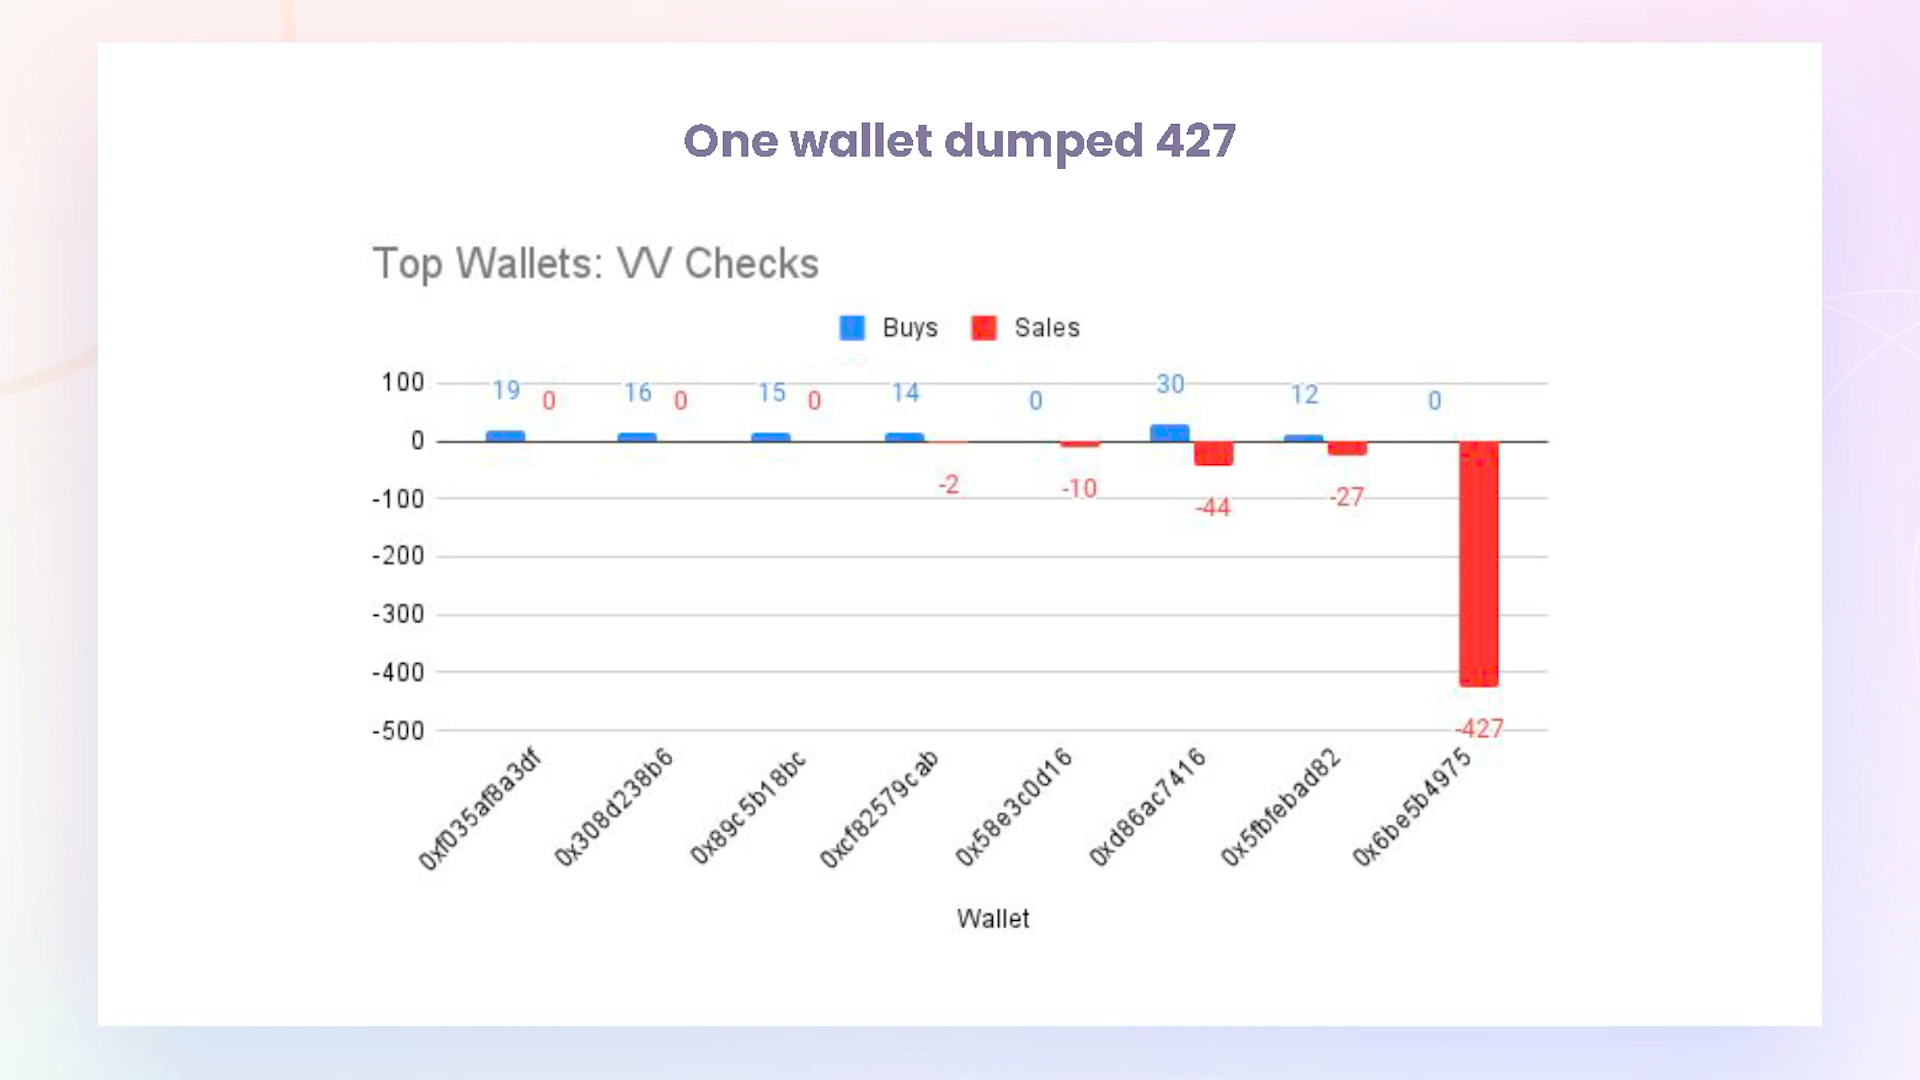 One wallet dumped 427
Top Wallets: VV Checks
Buys Sales
100
0
-100
-200
-300
-400
-500
19 0 16 0 15 0 14 0 30 12 0
-2 -10 -44 -27 -427
0xf035af8a3df
0x308d238b6
0x89c5b18bc
0xcf82579cab
0x58e3c0d16
0xd86ac7416
0x5fbfebad82
0x6be5b4975
Wallet